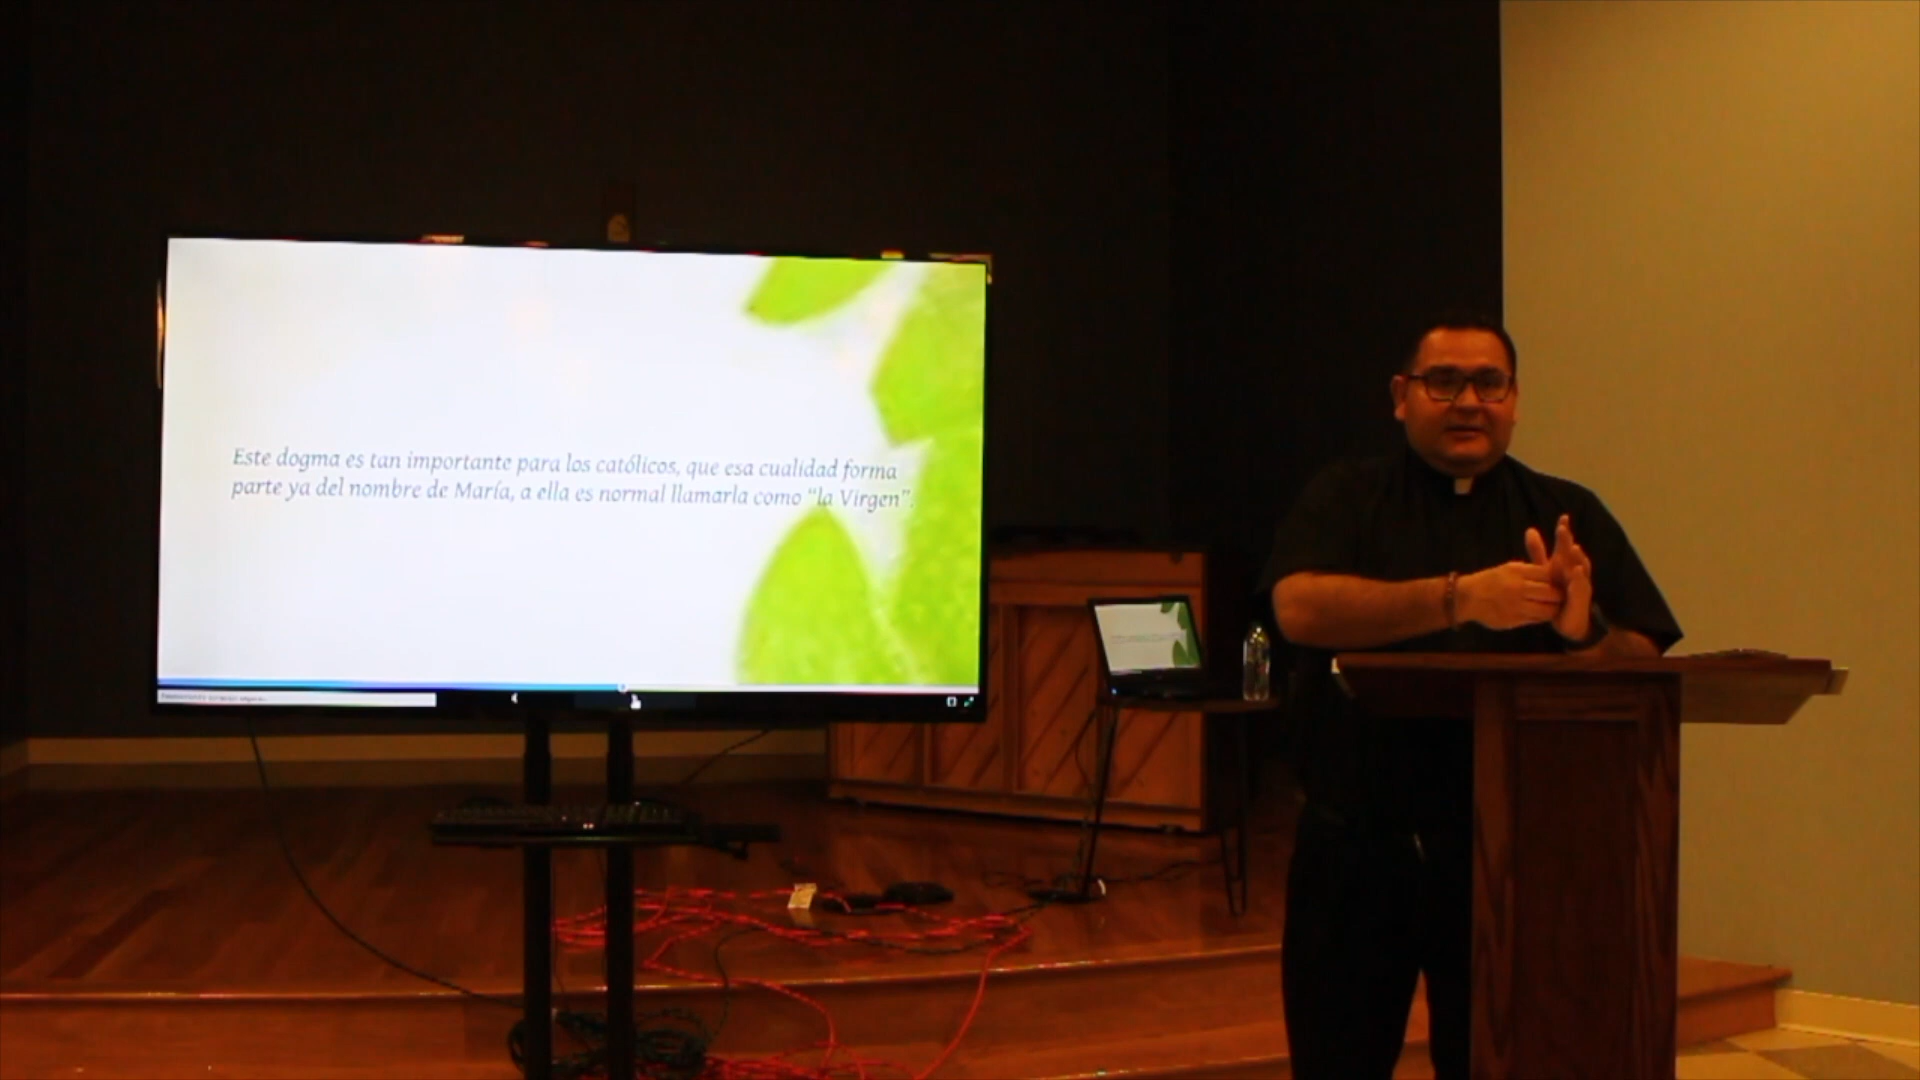 Este dogma es tan importante para los católicos, que esa cualidad forma
parte ya del nombre de María, a ella es normal llamarla como “la Virgen”.